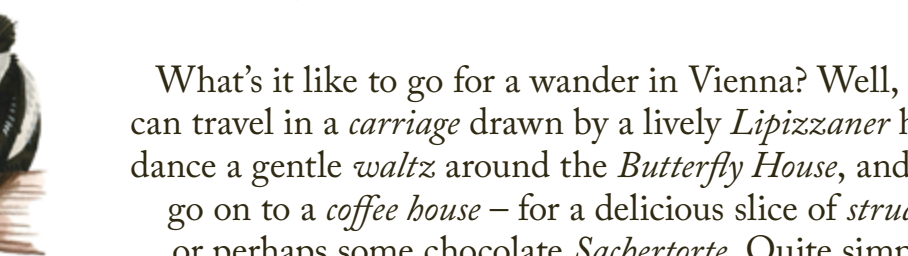 What’s it like to go for a wander in Vienna? Well,
can travel in a carriage drawn by a lively Lipizzaner
dance a gentle waltz around the Butterfly House, and
go on to a coffee house – for a delicious slice of
or perhaps some chocolate Sachertorte. Quite